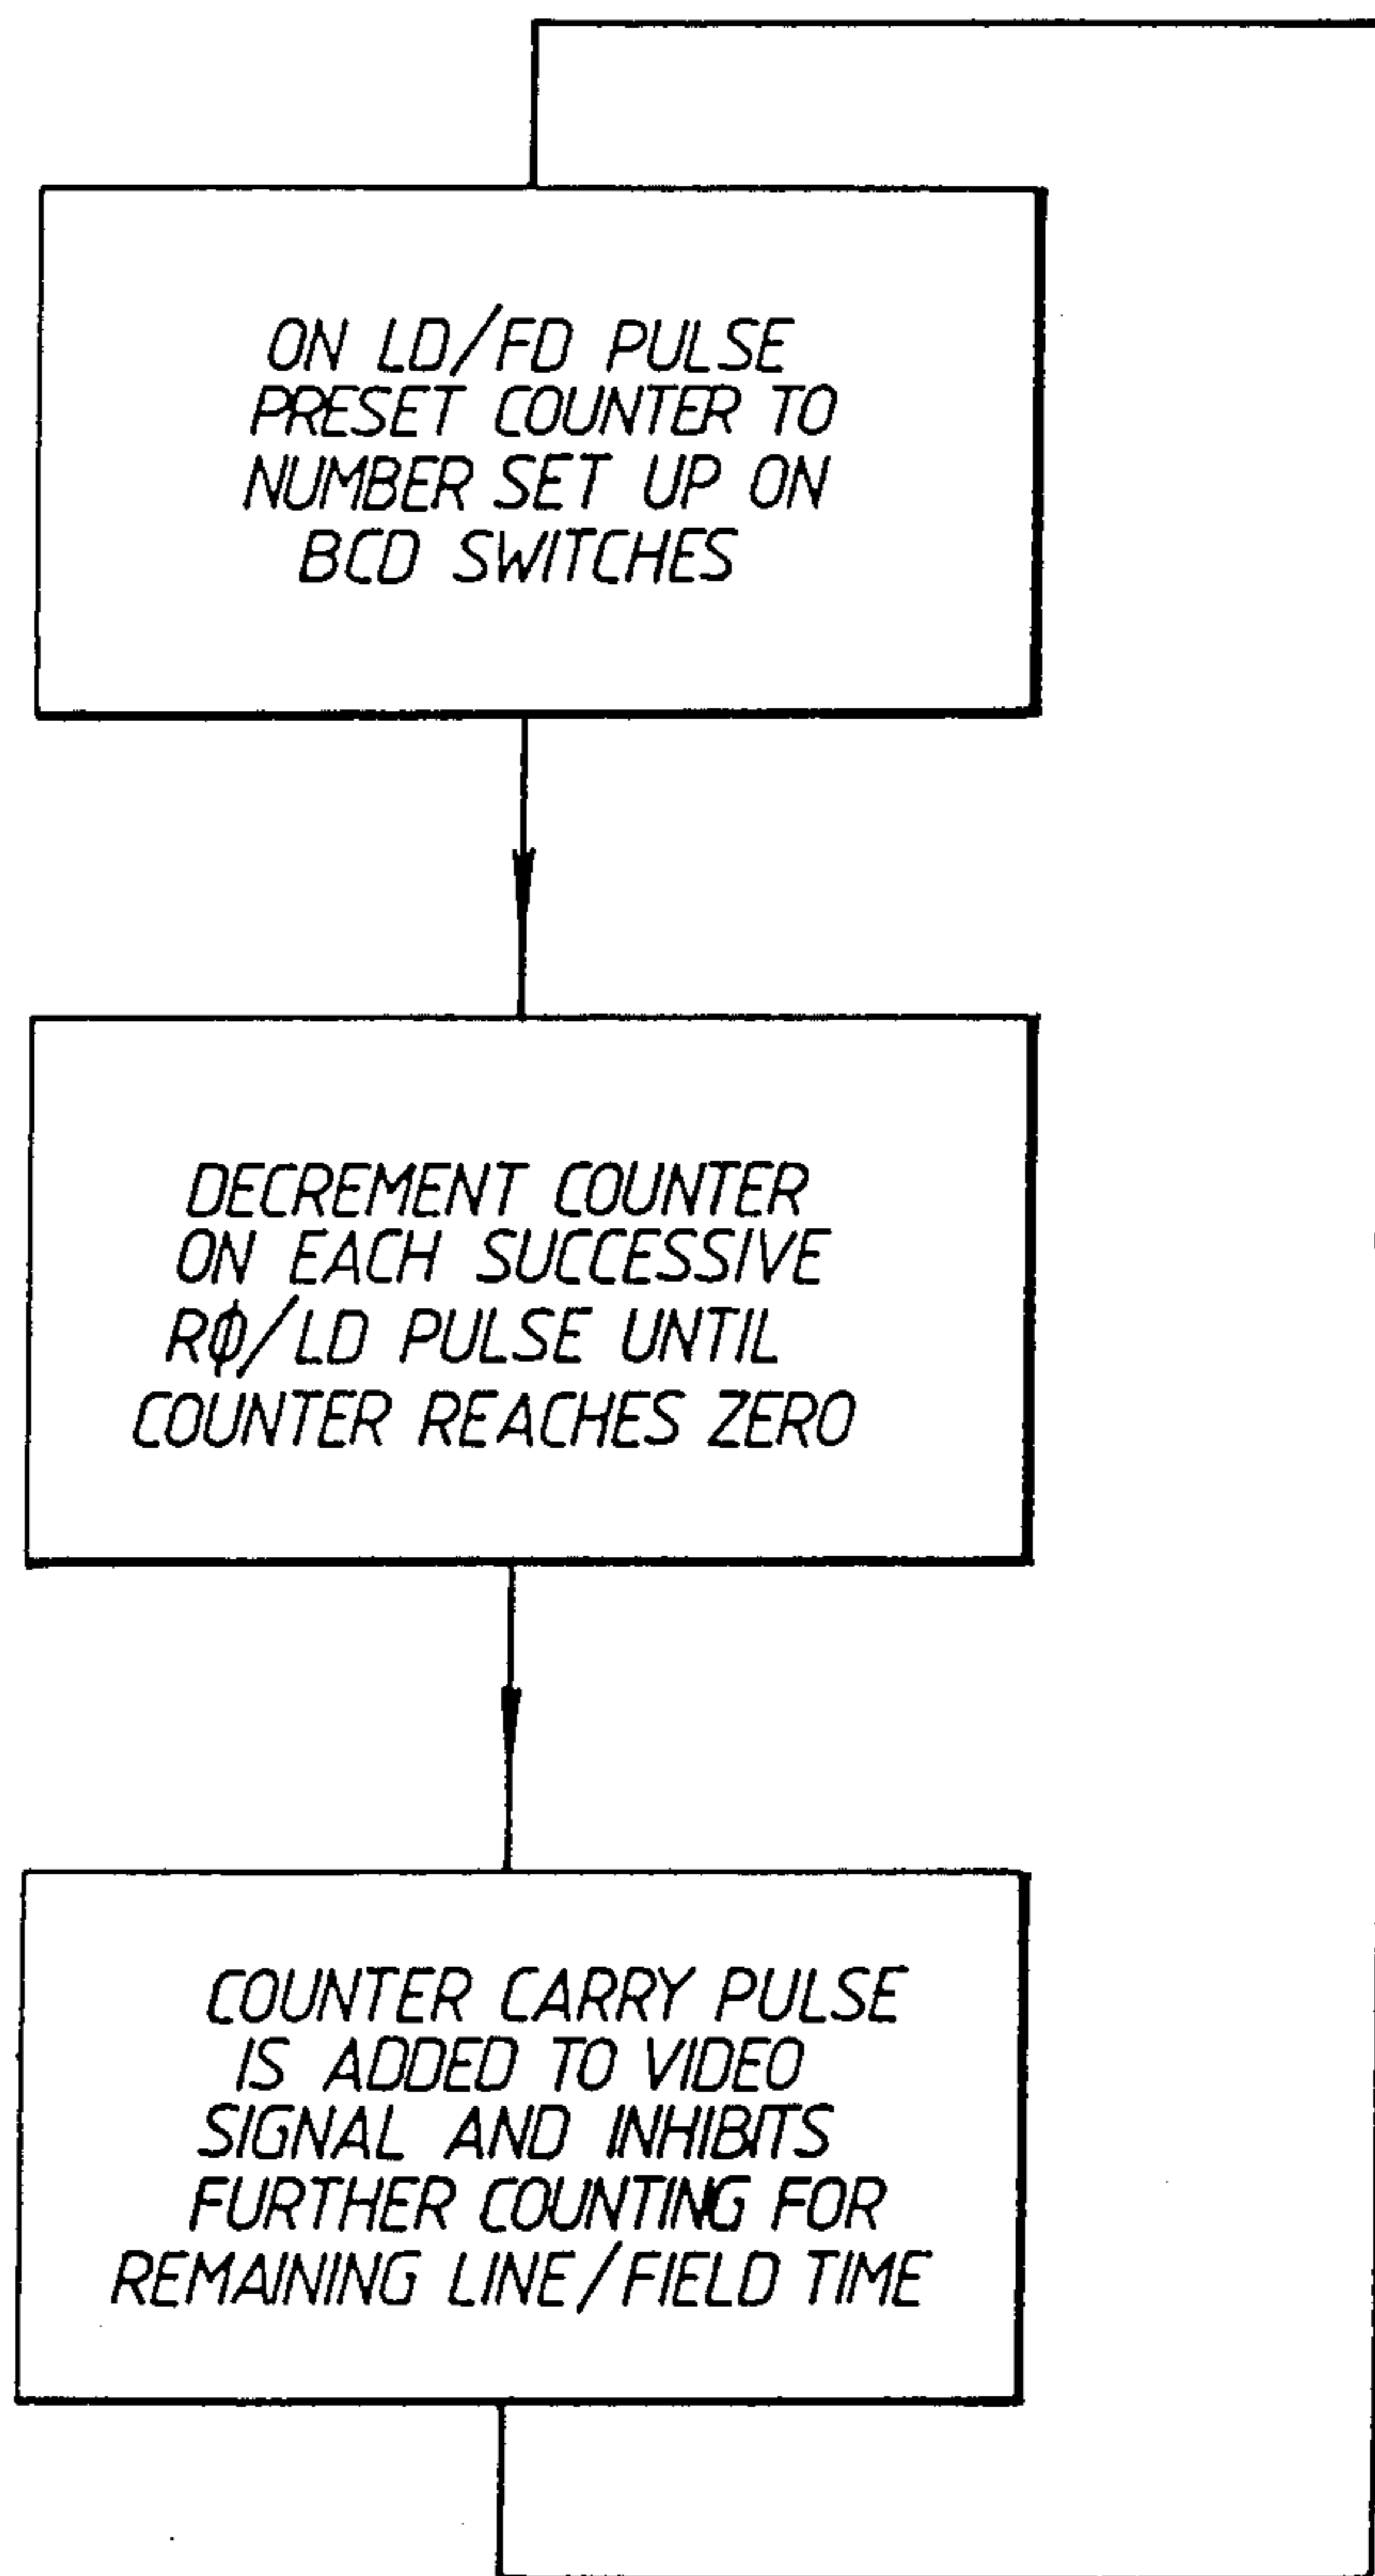 ON LD/FD PULSE
PRESET COUNTER TO
NUMBER SET UP ON
BCD SWITCHES
DECREMENT COUNTER
ON EACH SUCCESSIVE
RΦ/LD PULSE UNTIL
COUNTER REACHES ZERO
COUNTER CARRY PULSE
IS ADDED TO VIDEO
SIGNAL AND INHIBITS
FURTHER COUNTING FOR
REMAINING LINE/FIELD TIME